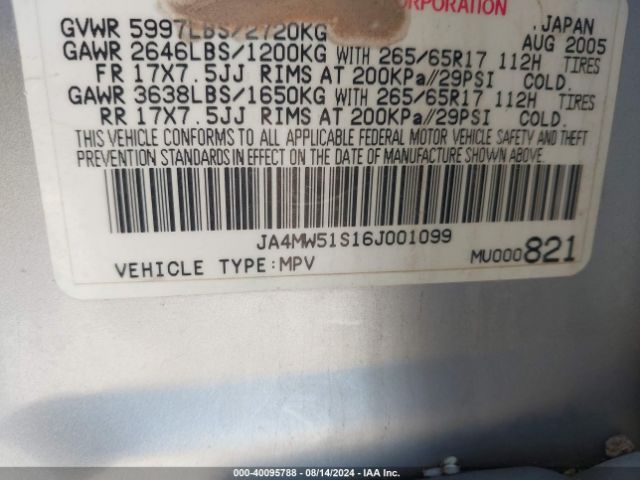 CORPORATION
, JAPAN
GVWR 5997LBS/2720KG AUG 2005
GAWR 2646LBS/1200KG WITH 265/65R17 112H TIRES
FR 17X7.5JJ RIMS AT 200KPa//29PSI COLD.
GAWR 3638LBS/1650KG WITH 265/65R17 112H TIRES
RR 17X7.5JJ RIMS AT 200KPa//29PSI COLD.
THIS VEHICLE CONFORMS TO ALL APPLICABLE FEDERAL MOTOR VEHICLE SAFETY AND THEFT
PREVENTION STANDARDS IN EFFECT ON THE DATE OF MANUFACTURE SHOWN ABOVE.
JA4MW51S16J001099
VEHICLE TYPE:MPV MU000821
000-40095788 - 08/14/2024 - IAA Inc.